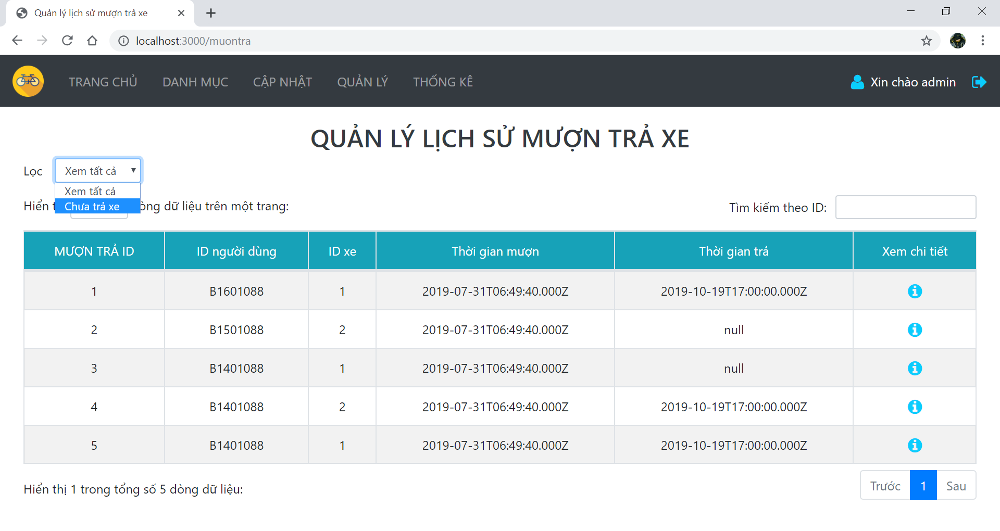 Quản lý lịch sử mượn trả xe
localhost:3000/muontra
TRANG CHỦ DANH MỤC CẬP NHẬT QUẢN LÝ THỐNG KÊ Xin chào admin
QUẢN LÝ LỊCH SỬ MƯỢN TRẢ XE
Lọc Xem tất cả
Xem tất cả
Chưa trả xe
Hiển dữ liệu trên một trang: Tìm kiếm theo ID:
MƯỢN TRẢ ID ID người dùng ID xe Thời gian mượn Thời gian trả Xem chi tiết
1 B1601088 1 2019-07-31T06:49:40.000Z 2019-10-19T17:00:00.000Z
2 B1501088 2 2019-07-31T06:49:40.000Z null
3 B1401088 1 2019-07-31T06:49:40.000Z null
4 B1401088 2 2019-07-31T06:49:40.000Z 2019-10-19T17:00:00.000Z
5 B1401088 1 2019-07-31T06:49:40.000Z 2019-10-19T17:00:00.000Z
Hiển thị 1 trong tổng số 5 dòng dữ liệu: Trước 1 Sau